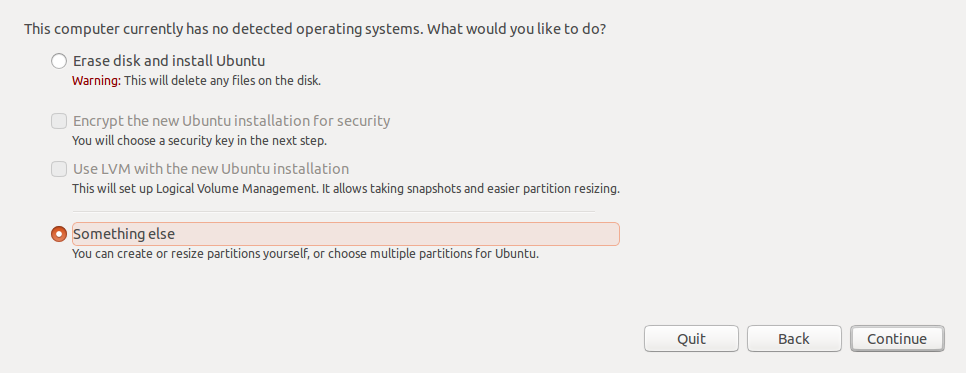 This computer currently has no detected operating systems. What would you like to do?
Erase disk and install Ubuntu
Warning: This will delete any files on the disk.
Encrypt the new Ubuntu installation for security
You will choose a security key in the next step.
Use LVM with the new Ubuntu installation
This will set up Logical Volume Management. It allows taking snapshots and easier partition resizing.
Something else
You can create or resize partitions yourself, or choose multiple partitions for Ubuntu.
Quit Back Continue